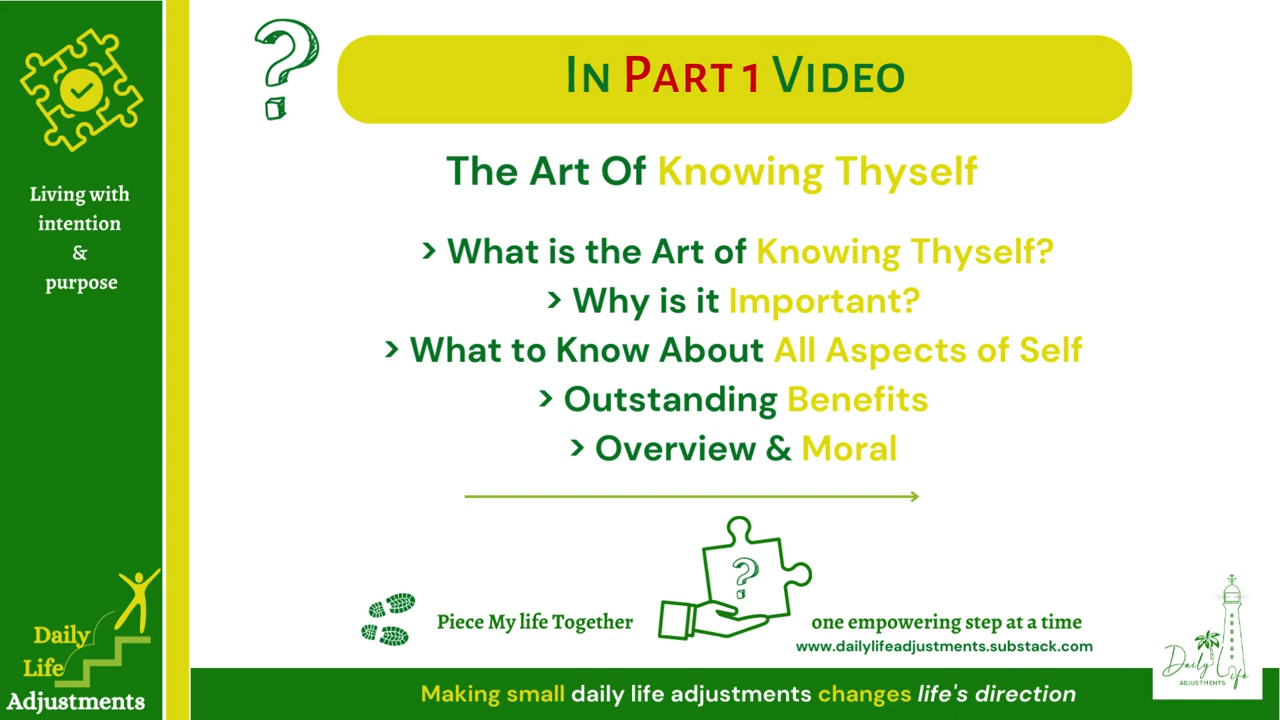 Living with
intention
&
purpose
Daily
Life
Adjustments
?
In Part 1 Video
The Art Of Knowing Thyself
> What is the Art of Knowing Thyself?
> Why is it Important?
> What to Know About All Aspects of Self
> Outstanding Benefits
> Overview & Moral
?
Piece My life Together
one empowering step at a time
www.dailylifeadjustments.substack.com
Making small daily life adjustments changes life's direction
Daily Life
ADJUSTMENTS